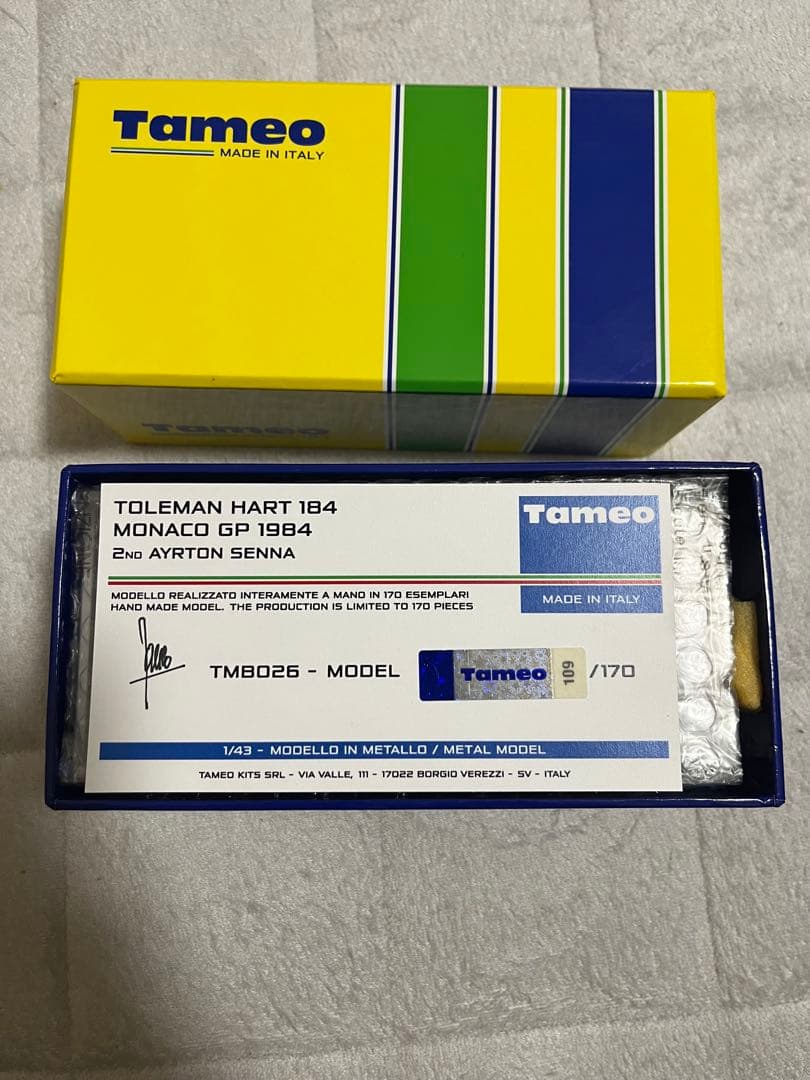 Tameo
MADE IN ITALY
Tameo
TOLEMAN HART 184
MONACO GP 1984
2ND AYRTON SENNA
Tameo
MADE IN ITALY
MODELLO REALIZZATO INTERAMENTE A MANO IN 170 ESEMPLARI
HAND MADE MODEL. THE PRODUCTION IS LIMITED TO 170 PIECES
TMB026 - MODEL
Tameo
109
/170
1/43 - MODELLO IN METALLO / METAL MODEL
TAMEO KITS SRL - VIA VALLE, 111 - 17022 BORGIO VEREZZI - SV - ITALY